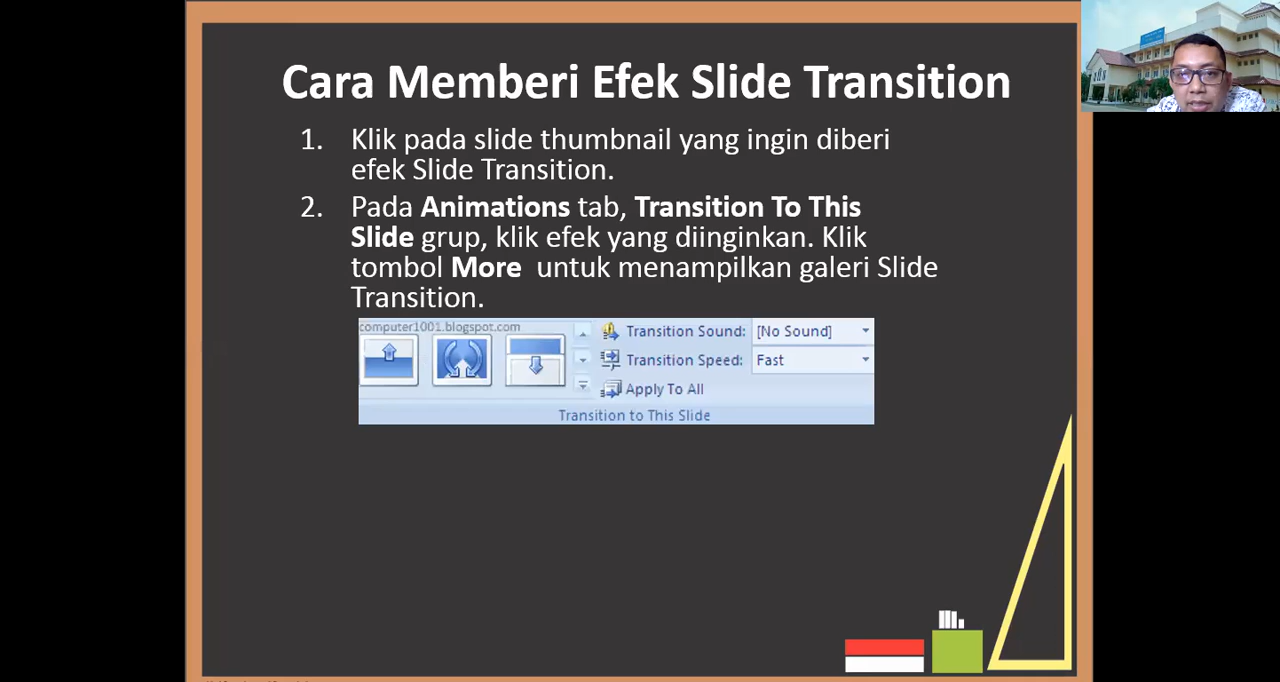 Cara Memberi Efek Slide Transition
1. Klik pada slide thumbnail yang ingin diberi
efek Slide Transition.
2. Pada Animations tab, Transition To This
Slide grup, klik efek yang diinginkan. Klik
tombol More untuk menampilkan galeri Slide
Transition.
computer1001.blogspot.com
Transition Sound: [No Sound]
Transition Speed: Fast
Apply To All
Transition to This Slide